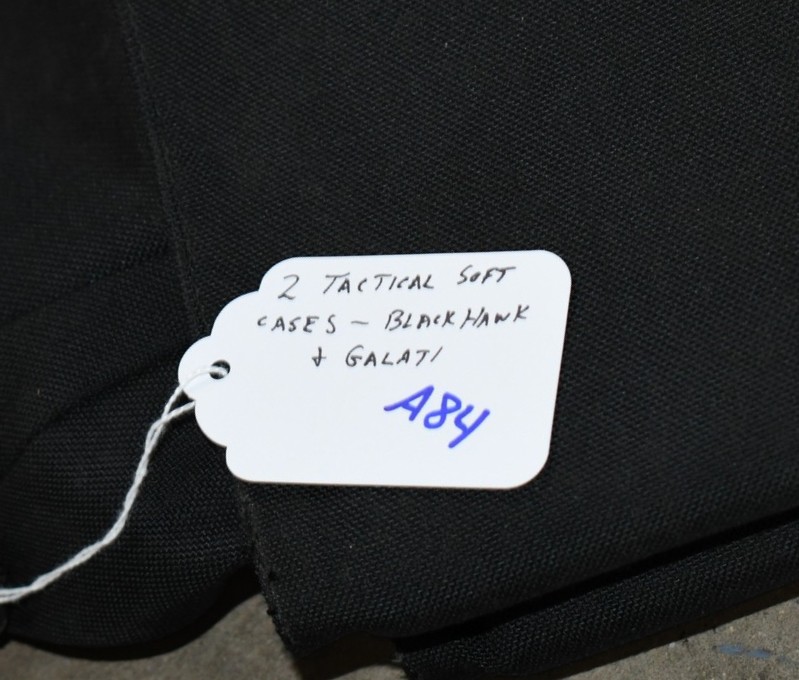 2 TACTICAL SOFT
CASES - BLACKHAWK
& GALATI
A84